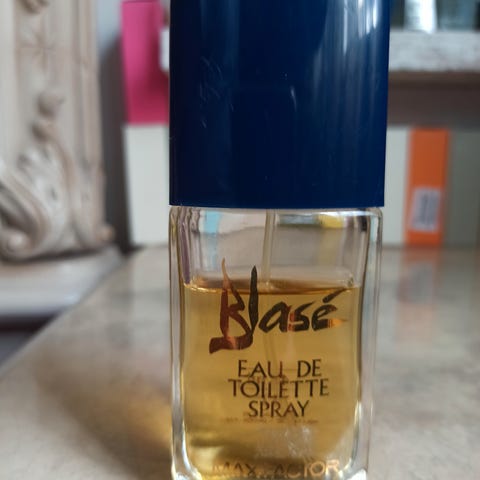 Blasé
EAU DE
TOILETTE
SPRAY
MAX FACTOR